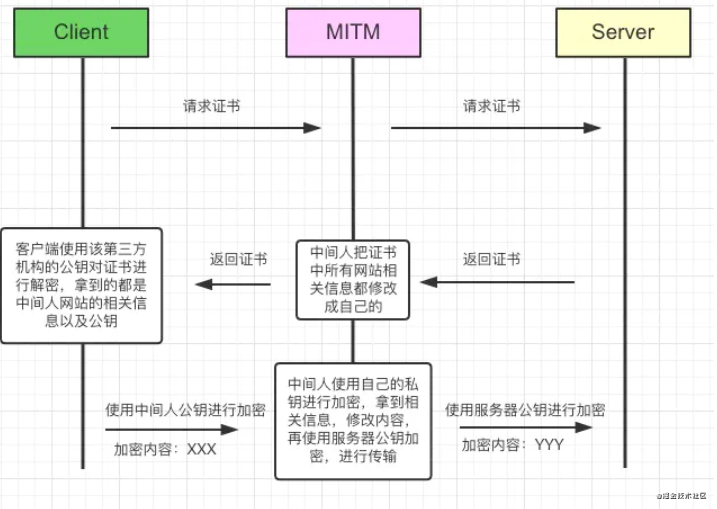 Client
MITM
Server
请求证书
请求证书
客户端使用该第三方
机构的公钥对证书进
行解密，拿到的都是
中间人网站的相关信
息以及公钥
返回证书
中间人把证书
中所有网站相
关信息都修改
成自己的
返回证书
使用中间人公钥进行加密
加密内容：XXX
中间人使用自己的私
钥进行加密，拿到相
关信息，修改内容，
再使用服务器公钥加
密，进行传输
使用服务器公钥进行加密
加密内容：YYY
@掘金技术社区